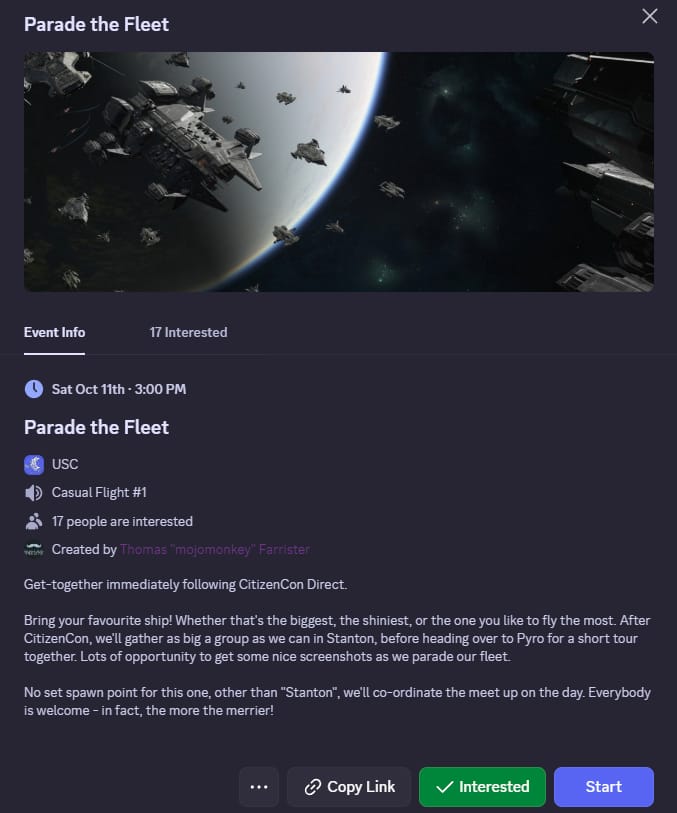 Parade the Fleet
Event Info
17 Interested
Sat Oct 11th · 3:00 PM
Parade the Fleet
USC
Casual Flight #1
17 people are interested
Created by Thomas "mojomonkey" Farrister
Get-together immediately following CitizenCon Direct.
Bring your favourite ship! Whether that's the biggest, the shiniest, or the one you like to fly the most. After
CitizenCon, we'll gather as big a group as we can in Stanton, before heading over to Pyro for a short tour
together. Lots of opportunity to get some nice screenshots as we parade our fleet.
No set spawn point for this one, other than "Stanton", we'll co-ordinate the meet up on the day. Everybody
is welcome - in fact, the more the merrier!
Copy Link
Interested
Start